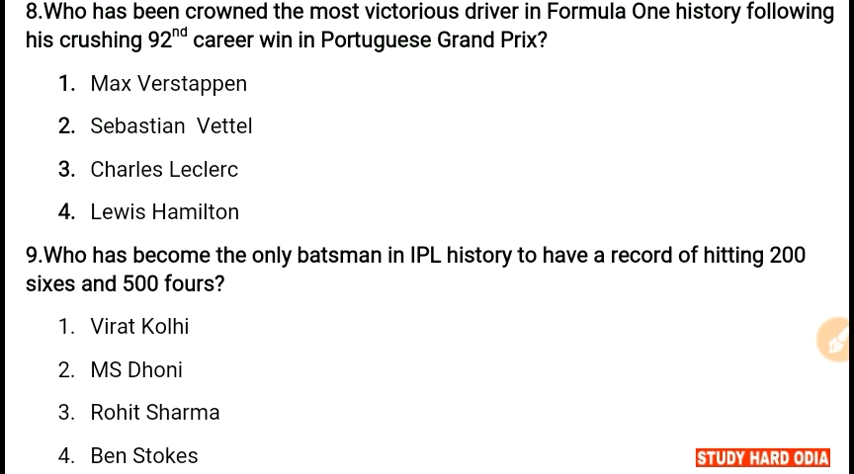 8.Who has been crowned the most victorious driver in Formula One history following
his crushing 92nd career win in Portuguese Grand Prix?
1. Max Verstappen
2. Sebastian Vettel
3. Charles Leclerc
4. Lewis Hamilton
9.Who has become the only batsman in IPL history to have a record of hitting 200
sixes and 500 fours?
1. Virat Kolhi
2. MS Dhoni
3. Rohit Sharma
4. Ben Stokes
STUDY HARD ODIA